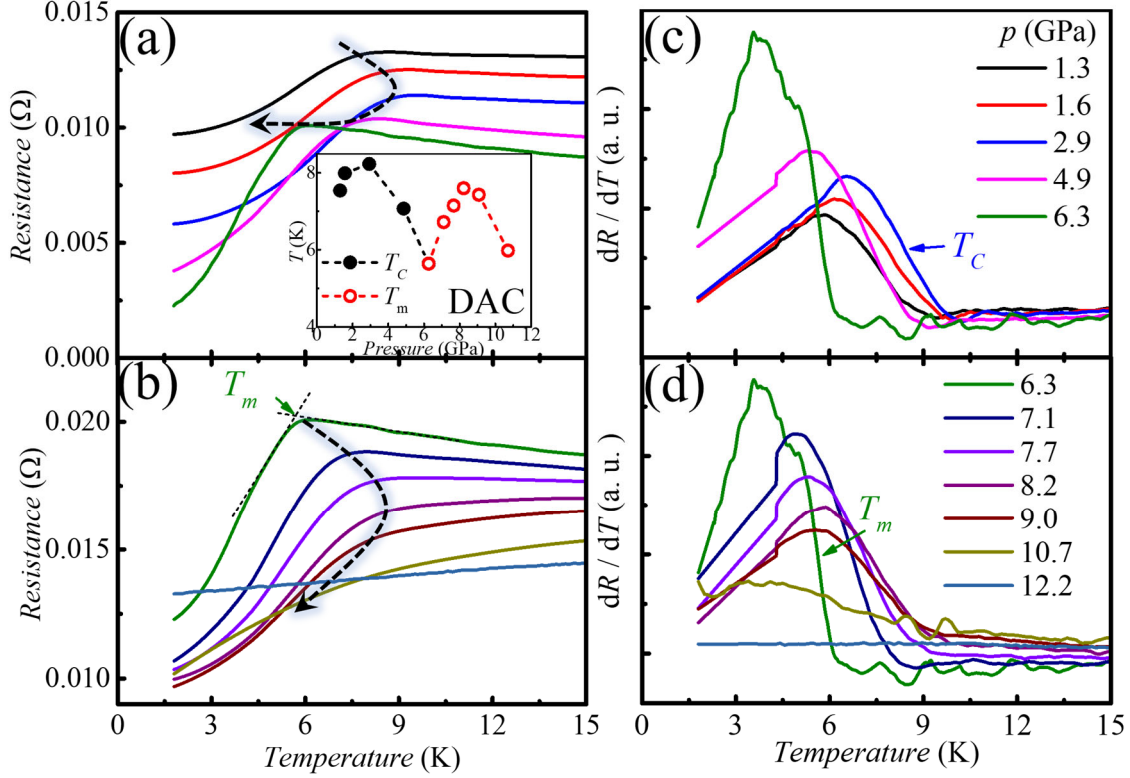 (a)
Resistance (Ω)
0.015
0.010
0.005
0.000
8
6
4
T (K)
T_C
T_m
DAC
0 2 4 6 8 10 12
Pressure (GPa)
(b)
T_m
Resistance (Ω)
0.020
0.015
0.010
0 3 6 9 12 15
Temperature (K)
(c)
p (GPa)
1.3
1.6
2.9
4.9
6.3
T_C
dR / dT (a. u. )
(d)
6.3
7.1
7.7
8.2
9.0
10.7
12.2
T_m
dR / dT (a. u. )
0 3 6 9 12 15
Temperature (K)